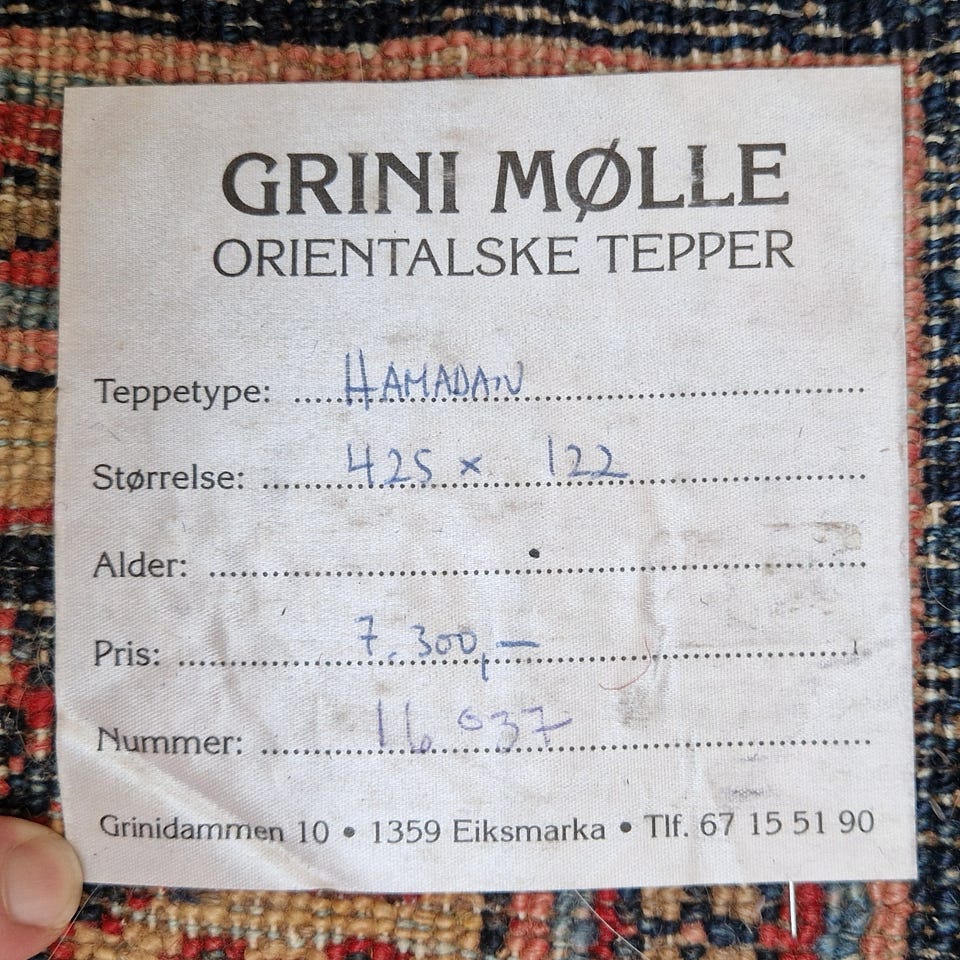 GRINI MØLLE
ORIENTALSKE TEPPER
Teppetype: HAMADAN
Størrelse: 425 x 122
Alder:
Pris: 7.300,—
Nummer: 16 037
Grinidammen 10 • 1359 Eiksmarka • Tlf. 67 15 51 90